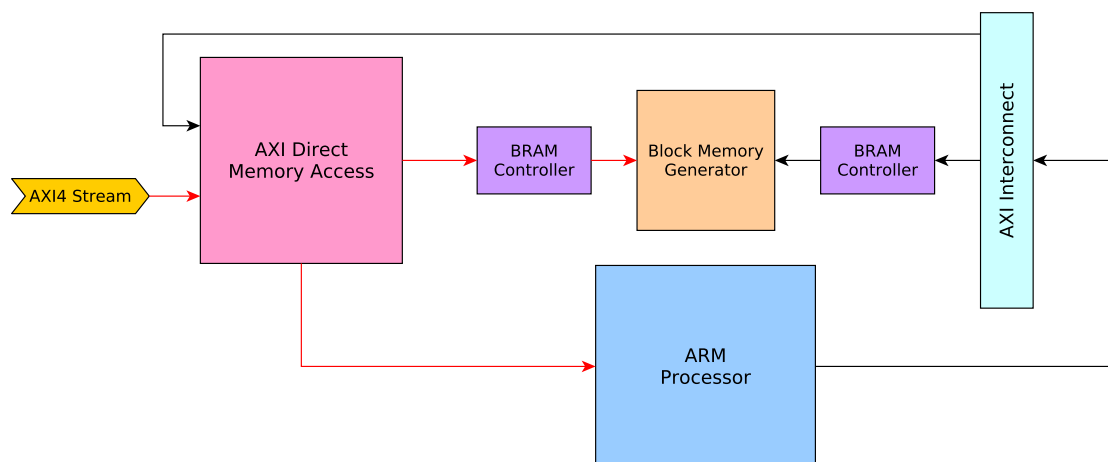 AXI4 Stream
AXI Direct
Memory Access
BRAM
Controller
Block Memory
Generator
BRAM
Controller
AXI Interconnect
ARM
Processor